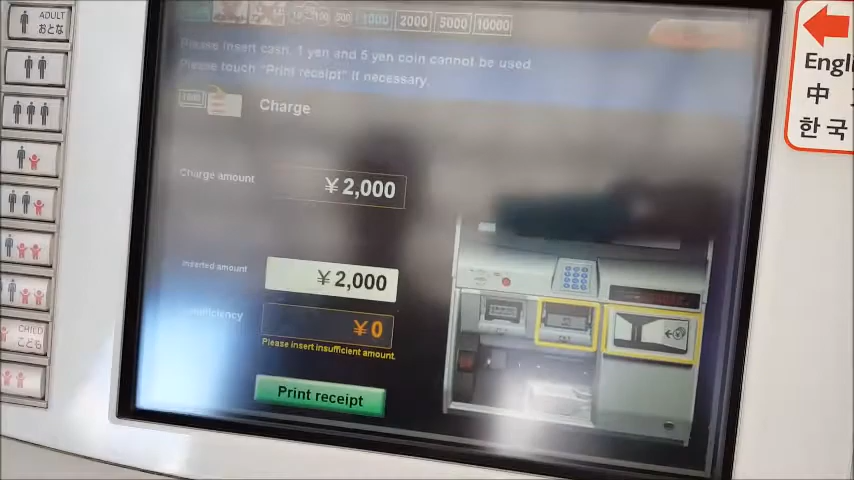 ADULT
おとな
500
1000
2000
5000
10000
Please insert cash. 1 yen and 5 yen coin cannot be used
Please touch "Print receipt" if necessary.
Charge
Charge amount
¥2,000
Inserted amount
¥2,000
¥0
Please insert insufficient amount.
Print receipt
CHILD
こども
Engli
中
한국